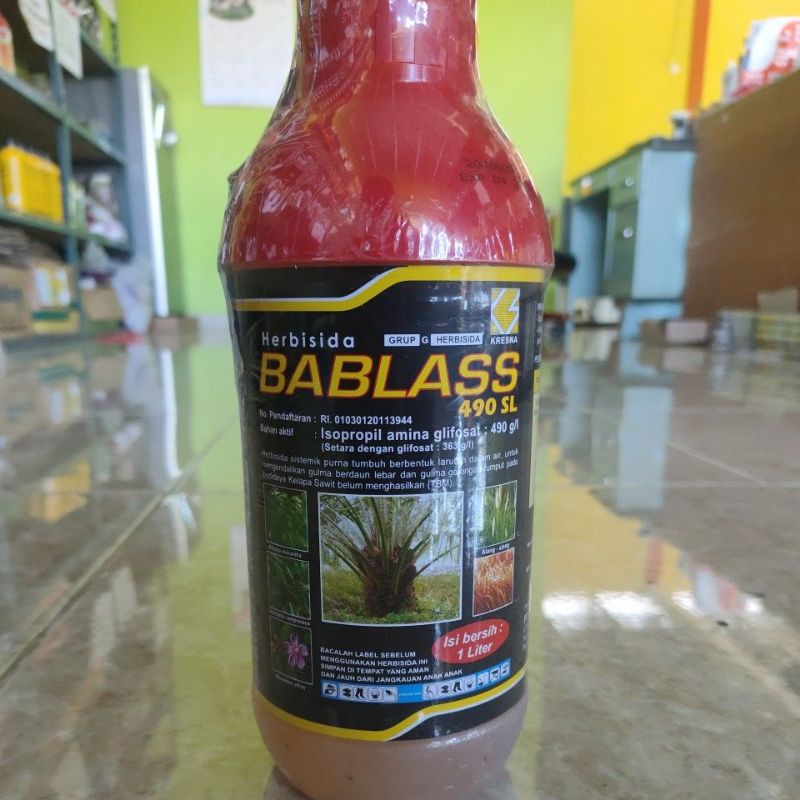 Herbisida
GRUP G HERBISIDA
KRESNA
BABLASS
490 SL
No. Pendaftaran : RI. 01030120113944
Bahan aktif : Isopropil amina glifosat : 490 g/l
(Setara dengan glifosat : 363 g/l)
Herbisida sistemik purna tumbuh berbentuk larutan dalam air, untuk
mengendalikan gulma berdaun lebar dan gulma golongan rumput pada
budidaya Kelapa Sawit belum menghasilkan (TBM).
Alang - alang
Isi bersih :
1 Liter
BACALAH LABEL SEBELUM
MENGGUNAKAN HERBISIDA INI
SIMPAN DI TEMPAT YANG AMAN
DAN JAUH DARI JANGKAUAN ANAK ANAK